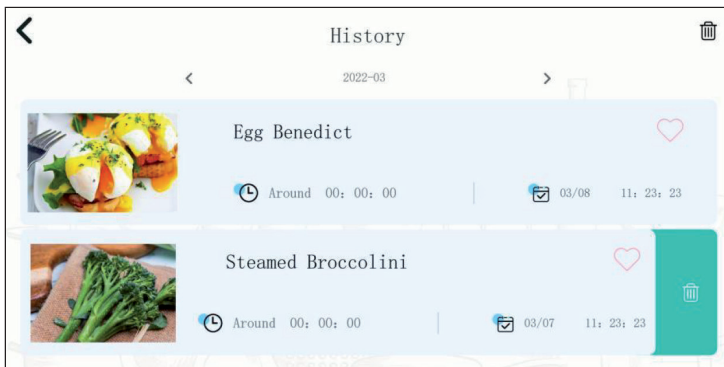 History
2022-03
Egg Benedict
Around 00: 00: 00 03/08 11: 23: 23
Steamed Broccolini
Around 00: 00: 00 03/07 11: 23: 23